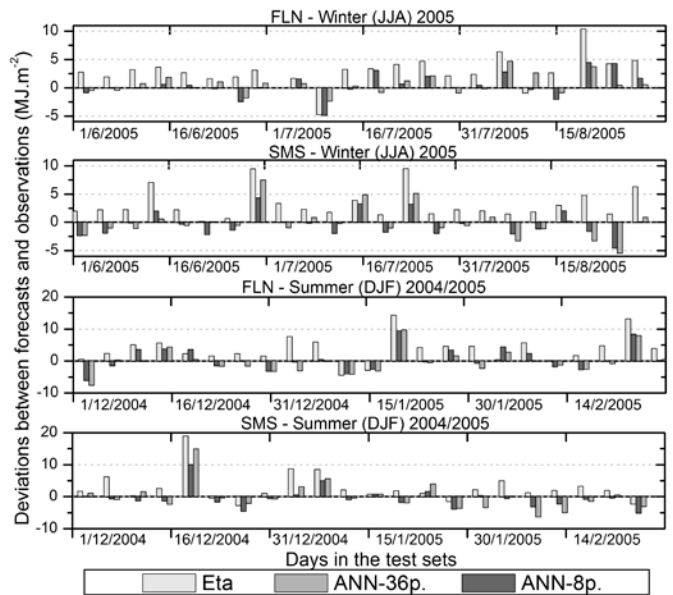 FLN - Winter (JJA) 2005
10
5
0
-5
1/6/2005 16/6/2005 1/7/2005 16/7/2005 31/7/2005 15/8/2005
SMS - Winter (JJA) 2005
10
5
0
-5
1/6/2005 16/6/2005 1/7/2005 16/7/2005 31/7/2005 15/8/2005
FLN - Summer (DJF) 2004/2005
20
10
0
-10
1/12/2004 16/12/2004 31/12/2004 15/1/2005 30/1/2005 14/2/2005
SMS - Summer (DJF) 2004/2005
20
10
0
-10
1/12/2004 16/12/2004 31/12/2004 15/1/2005 30/1/2005 14/2/2005
Deviations between forecasts and observations (MJ.m⁻²)
Days in the test sets
Eta ANN-36p. ANN-8p.